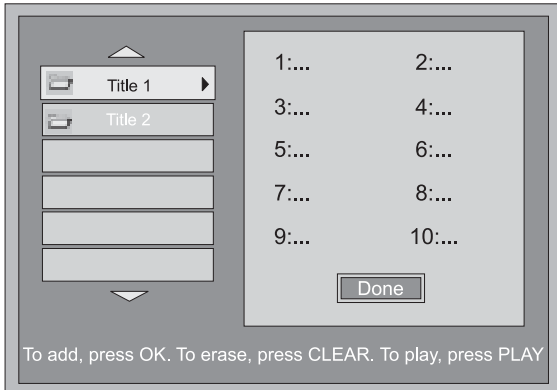 Title 1
Title 2
1:... 2:...
3:... 4:...
5:... 6:...
7:... 8:...
9:... 10:...
Done
To add, press OK. To erase, press CLEAR. To play, press PLAY